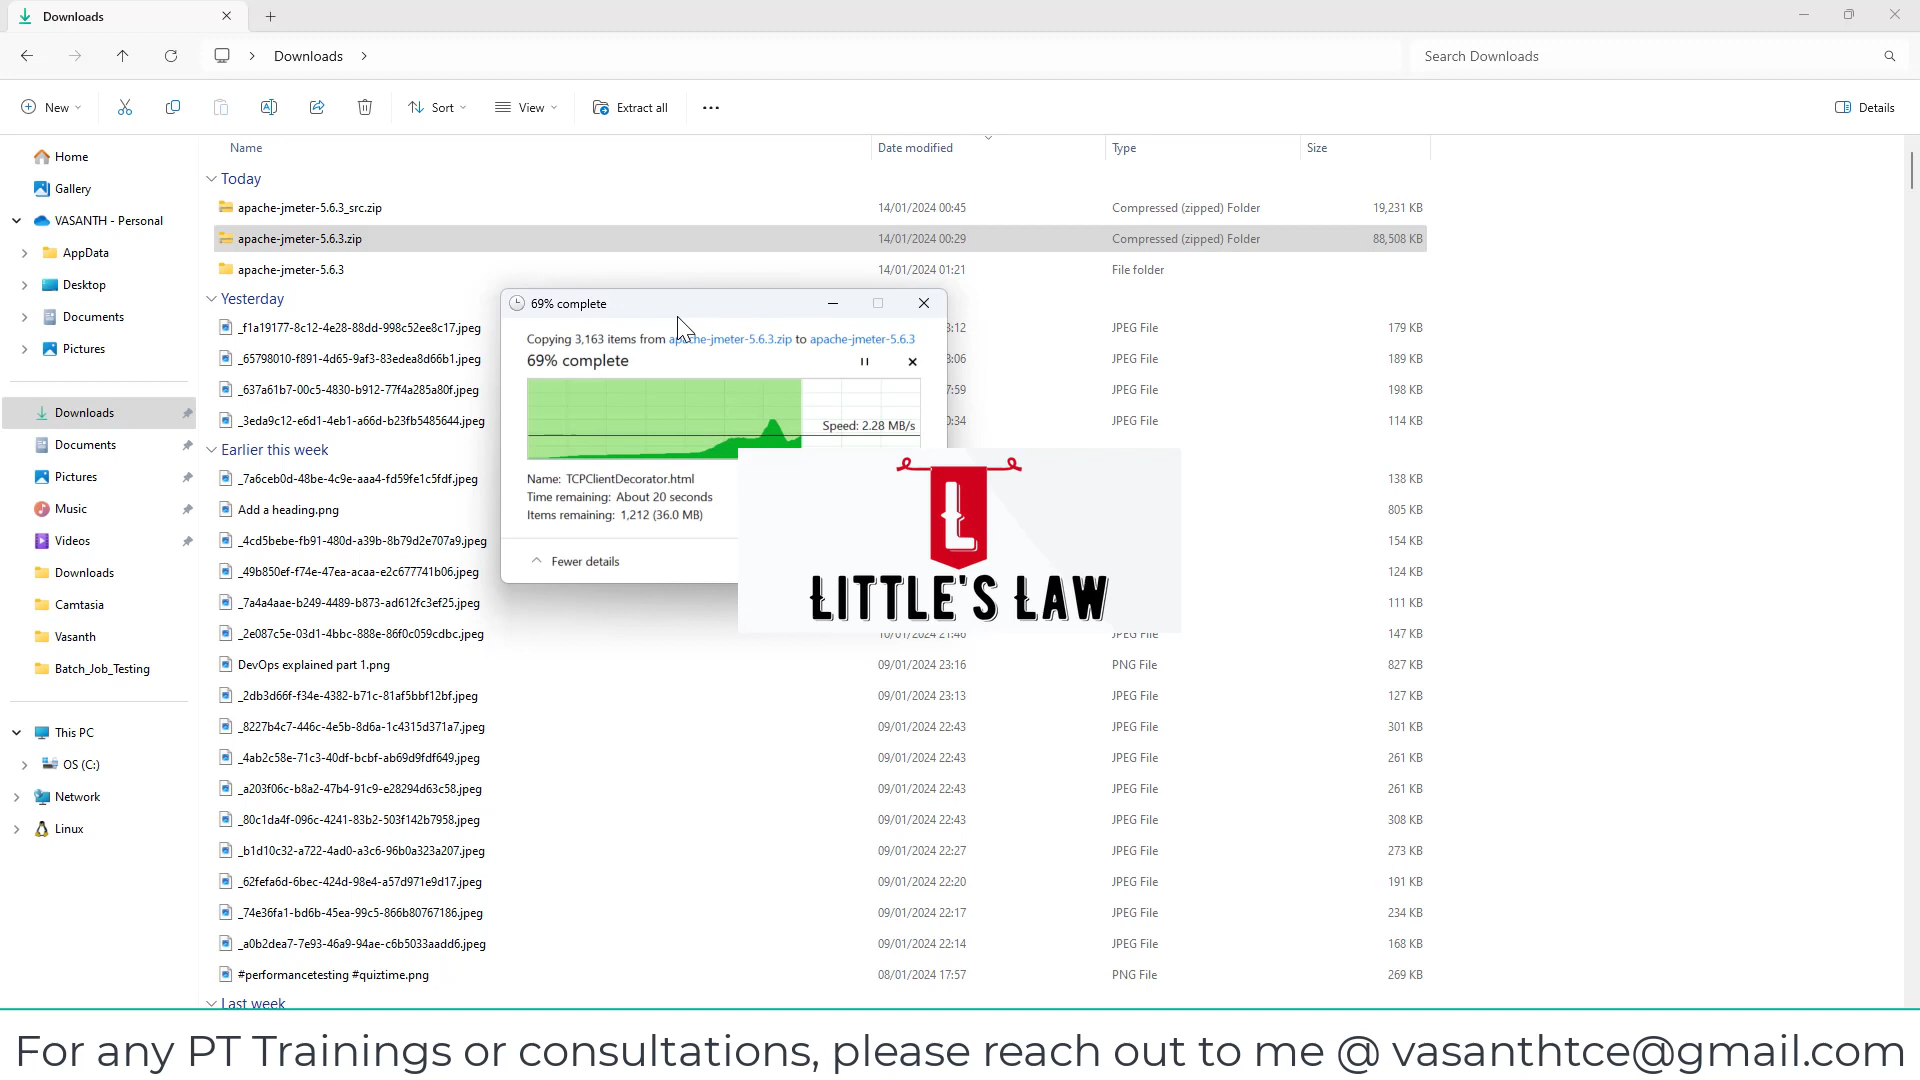 Downloads
Downloads
Search Downloads
New
Sort
View
Extract all
Details
Name Date modified Type Size
Home
Gallery
VASANTH - Personal
AppData
Desktop
Documents
Pictures
Downloads
Documents
Pictures
Music
Videos
Downloads
Camtasia
Vasanth
Batch_Job_Testing
This PC
OS (C:)
Network
Linux
Today
apache-jmeter-5.6.3_src.zip 14/01/2024 00:45 Compressed (zipped) Folder 19,231 KB
apache-jmeter-5.6.3.zip 14/01/2024 00:29 Compressed (zipped) Folder 88,508 KB
apache-jmeter-5.6.3 14/01/2024 01:21 File folder
Yesterday
_f1a19177-8c12-4e28-88dd-998c52ee8c17.jpeg 3:12 JPEG File 179 KB
_65798010-f891-4d65-9af3-83edea8d66b1.jpeg 3:06 JPEG File 189 KB
_637a61b7-00c5-4830-b912-77f4a285a80f.jpeg 7:59 JPEG File 198 KB
_3eda9c12-e6d1-4eb1-a66d-b23fb5485644.jpeg 0:34 JPEG File 114 KB
Earlier this week
_7a6ceb0d-48be-4c9e-aaa4-fd59fe1c5fdf.jpeg 138 KB
Add a heading.png 805 KB
_4cd5bebe-fb91-480d-a39b-8b79d2e707a9.jpeg 154 KB
_49b850ef-f74e-47ea-acaa-e2c677741b06.jpeg 124 KB
_7a4a4aae-b249-4489-b873-ad612fc3ef25.jpeg 111 KB
_2e087c5e-03d1-4bbc-888e-86f0c059cdbc.jpeg 10/01/2024 21:46 JPEG File 147 KB
DevOps explained part 1.png 09/01/2024 23:16 PNG File 827 KB
_2db3d66f-f34e-4382-b71c-81af5bbf12bf.jpeg 09/01/2024 23:13 JPEG File 127 KB
_8227b4c7-446c-4e5b-8d6a-1c4315d371a7.jpeg 09/01/2024 22:43 JPEG File 301 KB
_4ab2c58e-71c3-40df-bcbf-ab69d9fdf649.jpeg 09/01/2024 22:43 JPEG File 261 KB
_a203f06c-b8a2-47b4-91c9-e28294d63c58.jpeg 09/01/2024 22:43 JPEG File 261 KB
_80c1da4f-096c-4241-83b2-503f142b7958.jpeg 09/01/2024 22:43 JPEG File 308 KB
_b1d10c32-a722-4ad0-a3c6-96b0a323a207.jpeg 09/01/2024 22:27 JPEG File 273 KB
_62fefa6d-6bec-424d-98e4-a57d971e9d17.jpeg 09/01/2024 22:20 JPEG File 191 KB
_74e36fa1-bd6b-45ea-99c5-866b80767186.jpeg 09/01/2024 22:17 JPEG File 234 KB
_a0b2dea7-7e93-46a9-94ae-c6b5033aadd6.jpeg 09/01/2024 22:14 JPEG File 168 KB
#performancetesting #quiztime.png 08/01/2024 17:57 PNG File 269 KB
Last week
69% complete
Copying 3,163 items from apache-jmeter-5.6.3.zip to apache-jmeter-5.6.3
69% complete
Speed: 2.28 MB/s
Name: TCPClientDecorator.html
Time remaining: About 20 seconds
Items remaining: 1,212 (36.0 MB)
Fewer details
L
LITTLE'S LAW
For any PT Trainings or consultations, please reach out to me @ vasanthtce@gmail.com